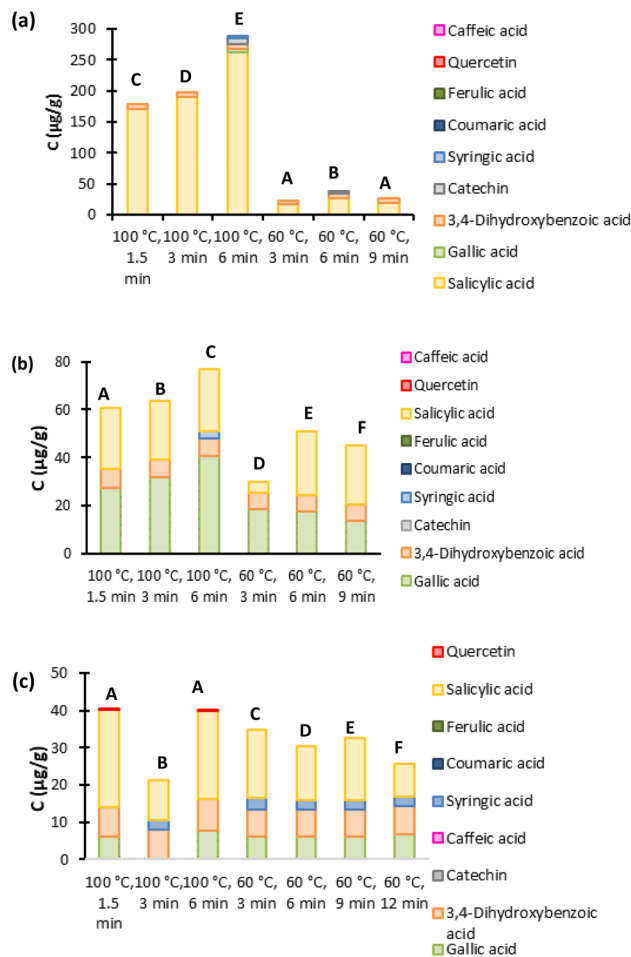 (a)
C (µg/g)
300
250
200
150
100
50
0
C
D
E
A
B
A
100 °C, 100 °C, 100 °C, 60 °C, 60 °C, 60 °C,
1.5 3 min 6 min 3 min 6 min 9 min
min
Caffeic acid
Quercetin
Ferulic acid
Coumaric acid
Syringic acid
Catechin
3,4-Dihydroxybenzoic acid
Gallic acid
Salicylic acid
(b)
C (µg/g)
80
60
40
20
0
A
B
C
D
E
F
100 °C, 100 °C, 100 °C, 60 °C, 60 °C, 60 °C,
1.5 min 3 min 6 min 3 min 6 min 9 min
Caffeic acid
Quercetin
Salicylic acid
Ferulic acid
Coumaric acid
Syringic acid
Catechin
3,4-Dihydroxybenzoic acid
Gallic acid
(c)
C (µg/g)
50
40
30
20
10
0
A
B
A
C
D
E
F
100 °C, 100 °C, 100 °C, 60 °C, 60 °C, 60 °C, 60 °C,
1.5 3 min 6 min 3 min 6 min 9 min 12 min
min
Quercetin
Salicylic acid
Ferulic acid
Coumaric acid
Syringic acid
Caffeic acid
Catechin
3,4-Dihydroxybenzoic
acid
Gallic acid